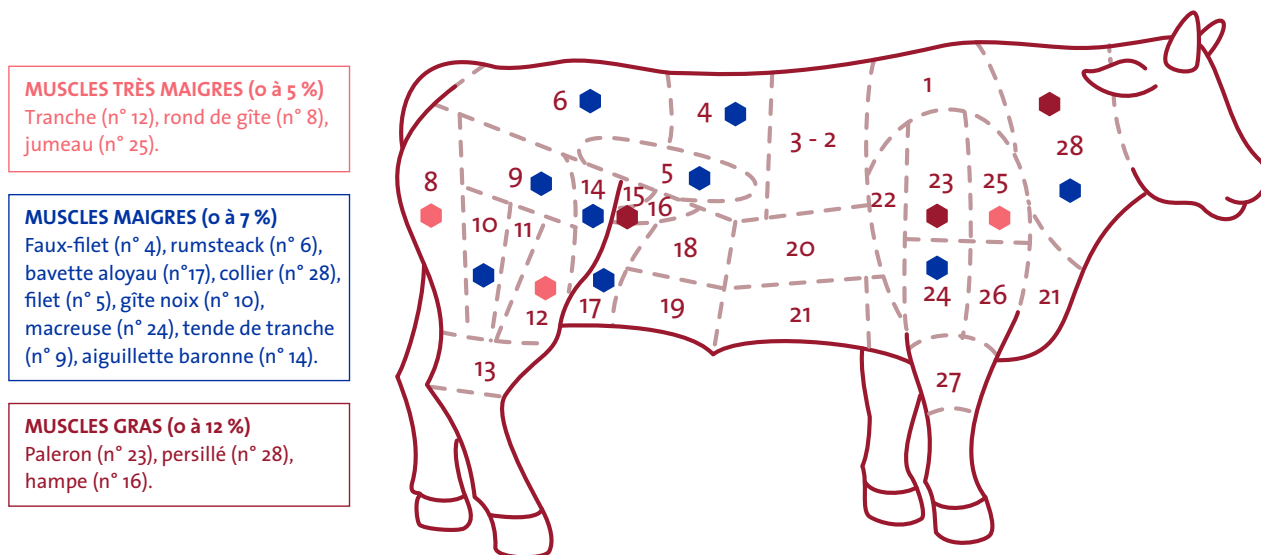 MUSCLES TRÈS MAIGRES (0 à 5 %)
Tranche (n° 12), rond de gîte (n° 8),
jumeau (n° 25).
MUSCLES MAIGRES (0 à 7 %)
Faux-filet (n° 4), rumsteack (n° 6),
bavette aloyau (n°17), collier (n° 28),
filet (n° 5), gîte noix (n° 10),
macreuse (n° 24), tende de tranche
(n° 9), aiguillette baronne (n° 14).
MUSCLES GRAS (0 à 12 %)
Paleron (n° 23), persillé (n° 28),
hampe (n° 16).
1
6
4
3 - 2
28
8
9
14
5
15
16
23
25
22
10
11
18
20
17
12
19
21
24
26
21
13
27